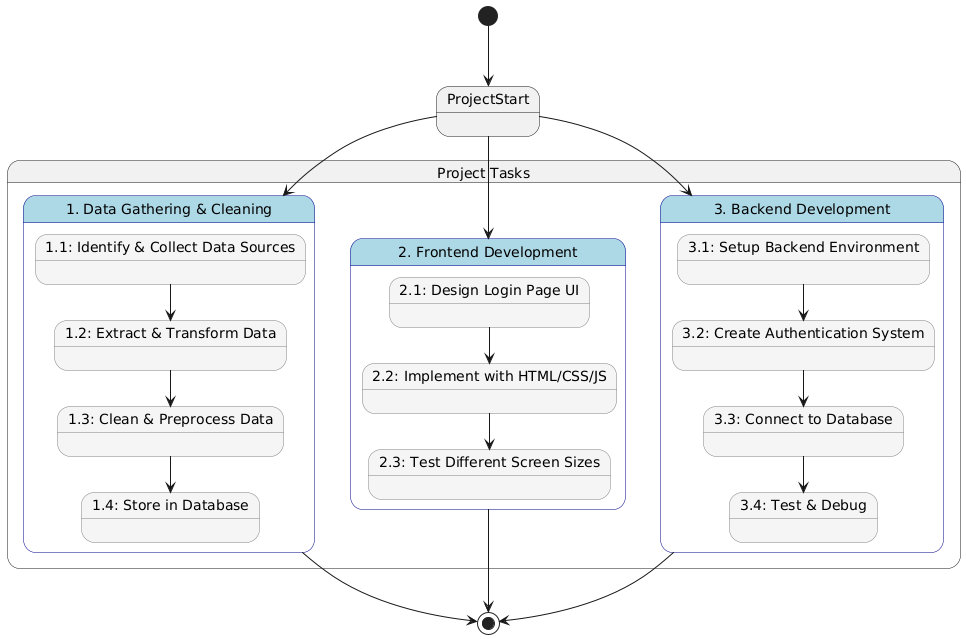 ProjectStart
Project Tasks
1. Data Gathering & Cleaning
1.1: Identify & Collect Data Sources
1.2: Extract & Transform Data
1.3: Clean & Preprocess Data
1.4: Store in Database
2. Frontend Development
2.1: Design Login Page UI
2.2: Implement with HTML/CSS/JS
2.3: Test Different Screen Sizes
3. Backend Development
3.1: Setup Backend Environment
3.2: Create Authentication System
3.3: Connect to Database
3.4: Test & Debug